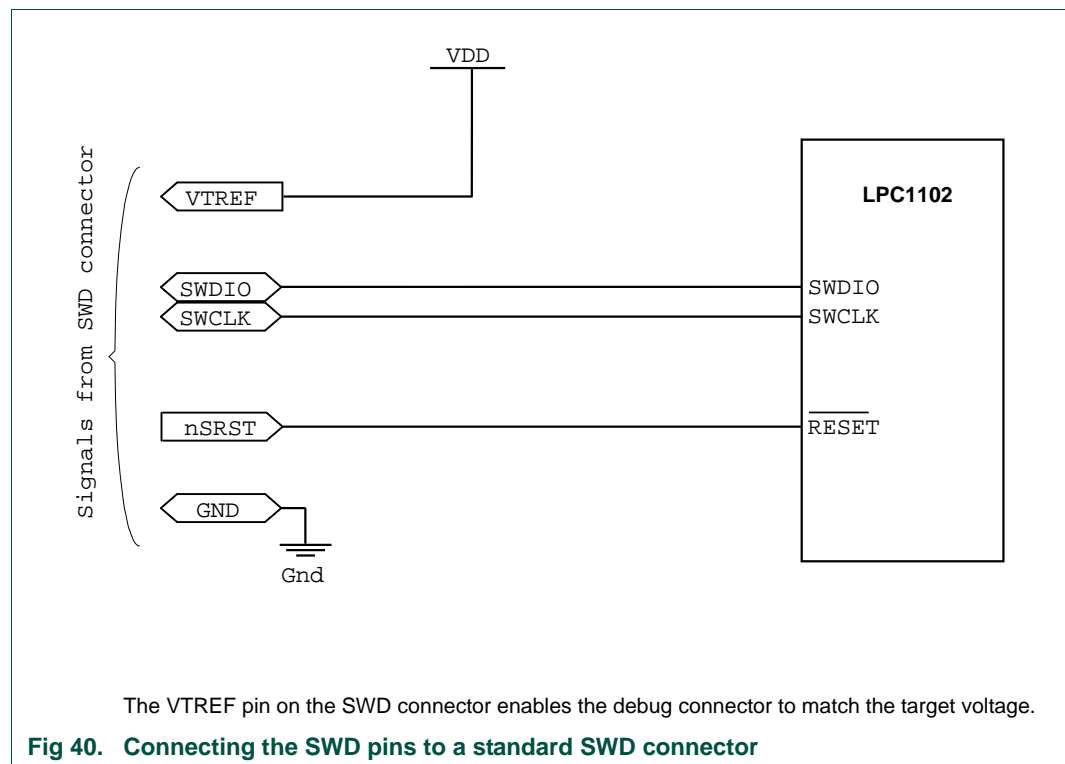 VDD
Signals from SWD connector
VTREF
LPC1102
SWDIO
SWDIO
SWCLK
SWCLK
nSRST
RESET
GND
Gnd
The VTREF pin on the SWD connector enables the debug connector to match the target voltage.
Fig 40. Connecting the SWD pins to a standard SWD connector